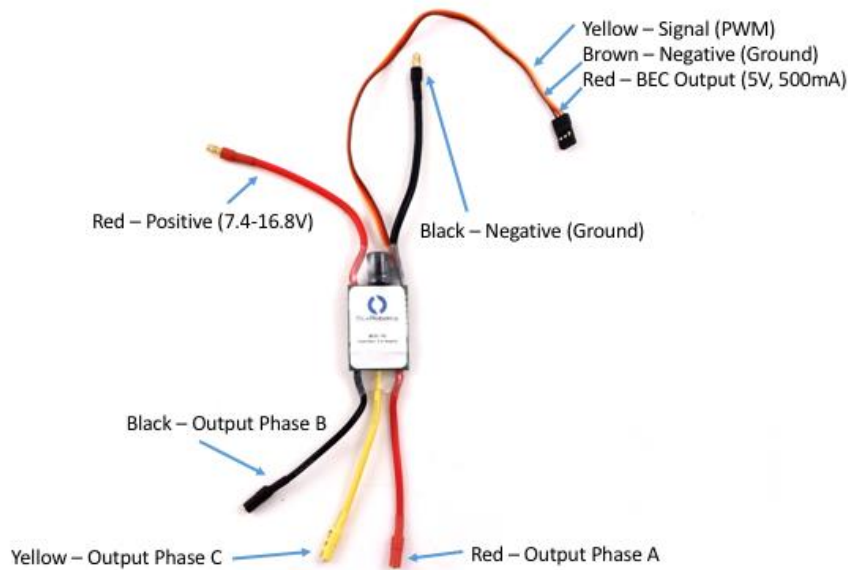 Yellow – Signal (PWM)
Brown – Negative (Ground)
Red – BEC Output (5V, 500mA)
Red – Positive (7.4-16.8V)
Black – Negative (Ground)
Black – Output Phase B
Yellow – Output Phase C
Red – Output Phase A